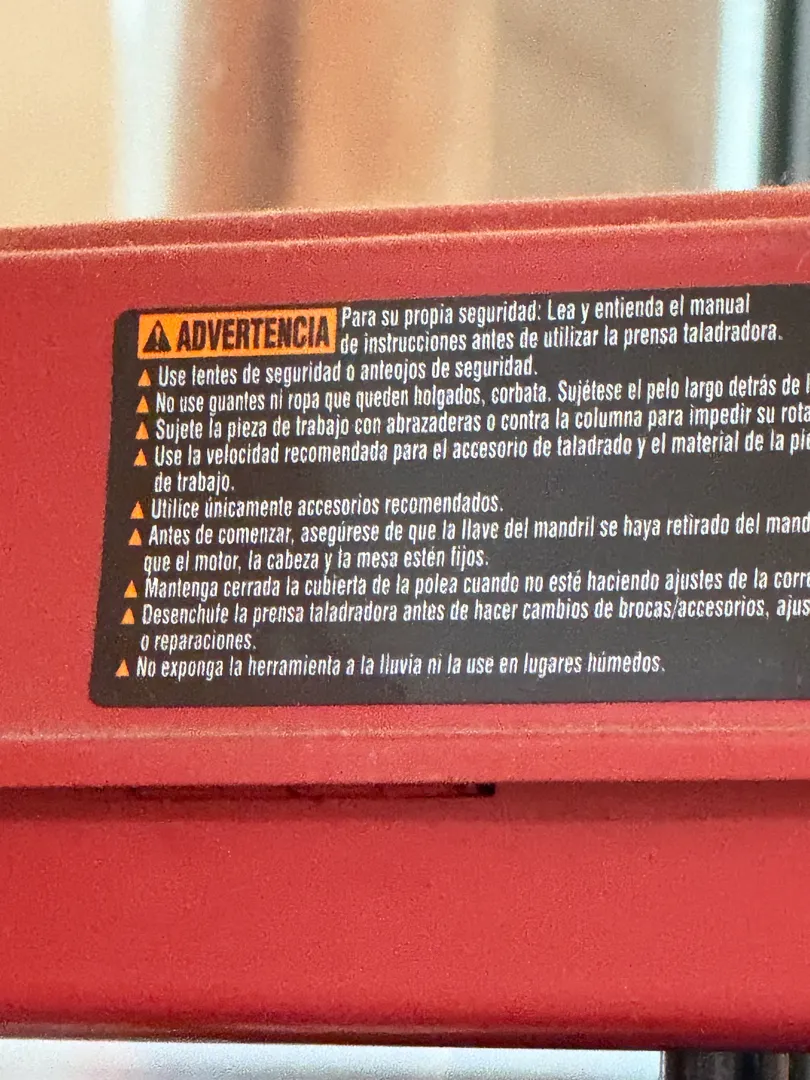 ADVERTENCIA Para su propia seguridad: Lea y entienda el manual
de instrucciones antes de utilizar la prensa taladradora.
Use lentes de seguridad o anteojos de seguridad.
No use guantes ni ropa que queden holgados, corbata. Sujétese el pelo largo detrás de
Sujete la pieza de trabajo con abrazaderas o contra la columna para impedir su
Use la velocidad recomendada para el accesorio de taladrado y el material de la
de trabajo.
Utilice únicamente accesorios recomendados.
Antes de comenzar, asegúrese de que la llave del mandril se haya retirado del
que el motor, la cabeza y la mesa estén fijos.
Mantenga cerrada la cubierta de la polea cuando no esté haciendo ajustes de la
Desenchufe la prensa taladradora antes de hacer cambios de brocas/accesorios,
o reparaciones.
No exponga la herramienta a la lluvia ni la use en lugares húmedos.